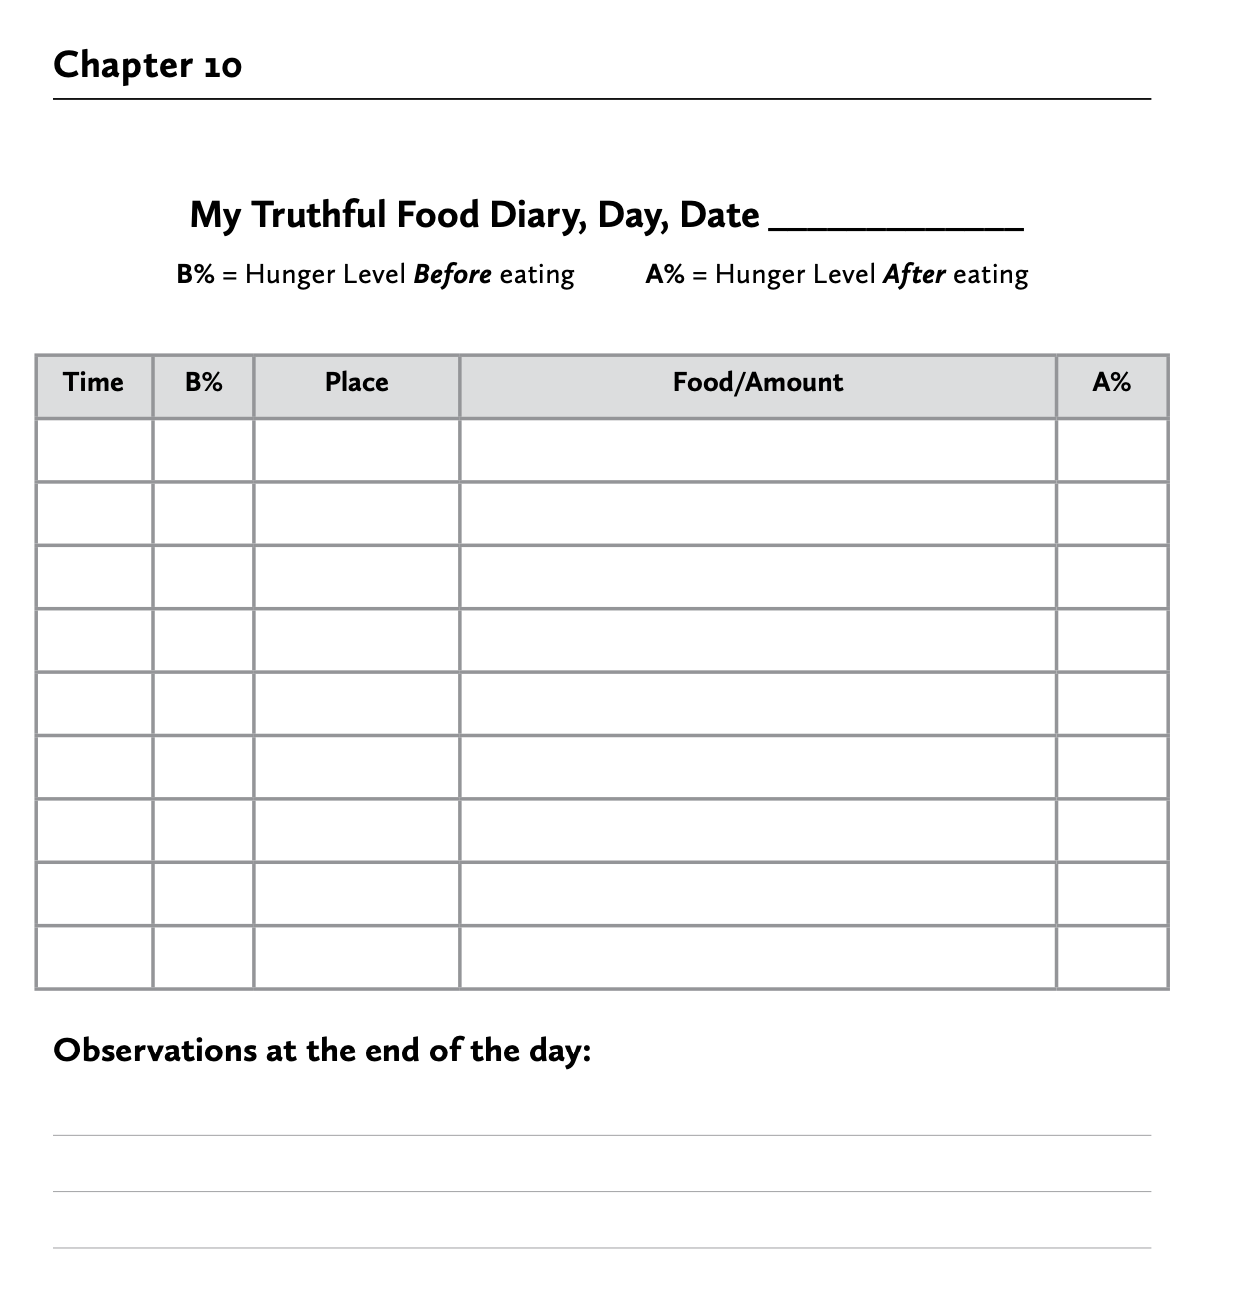 Chapter 10
My Truthful Food Diary, Day, Date _____________
B% = Hunger Level Before eating A% = Hunger Level After eating
Time B% Place Food/Amount A%
Observations at the end of the day: